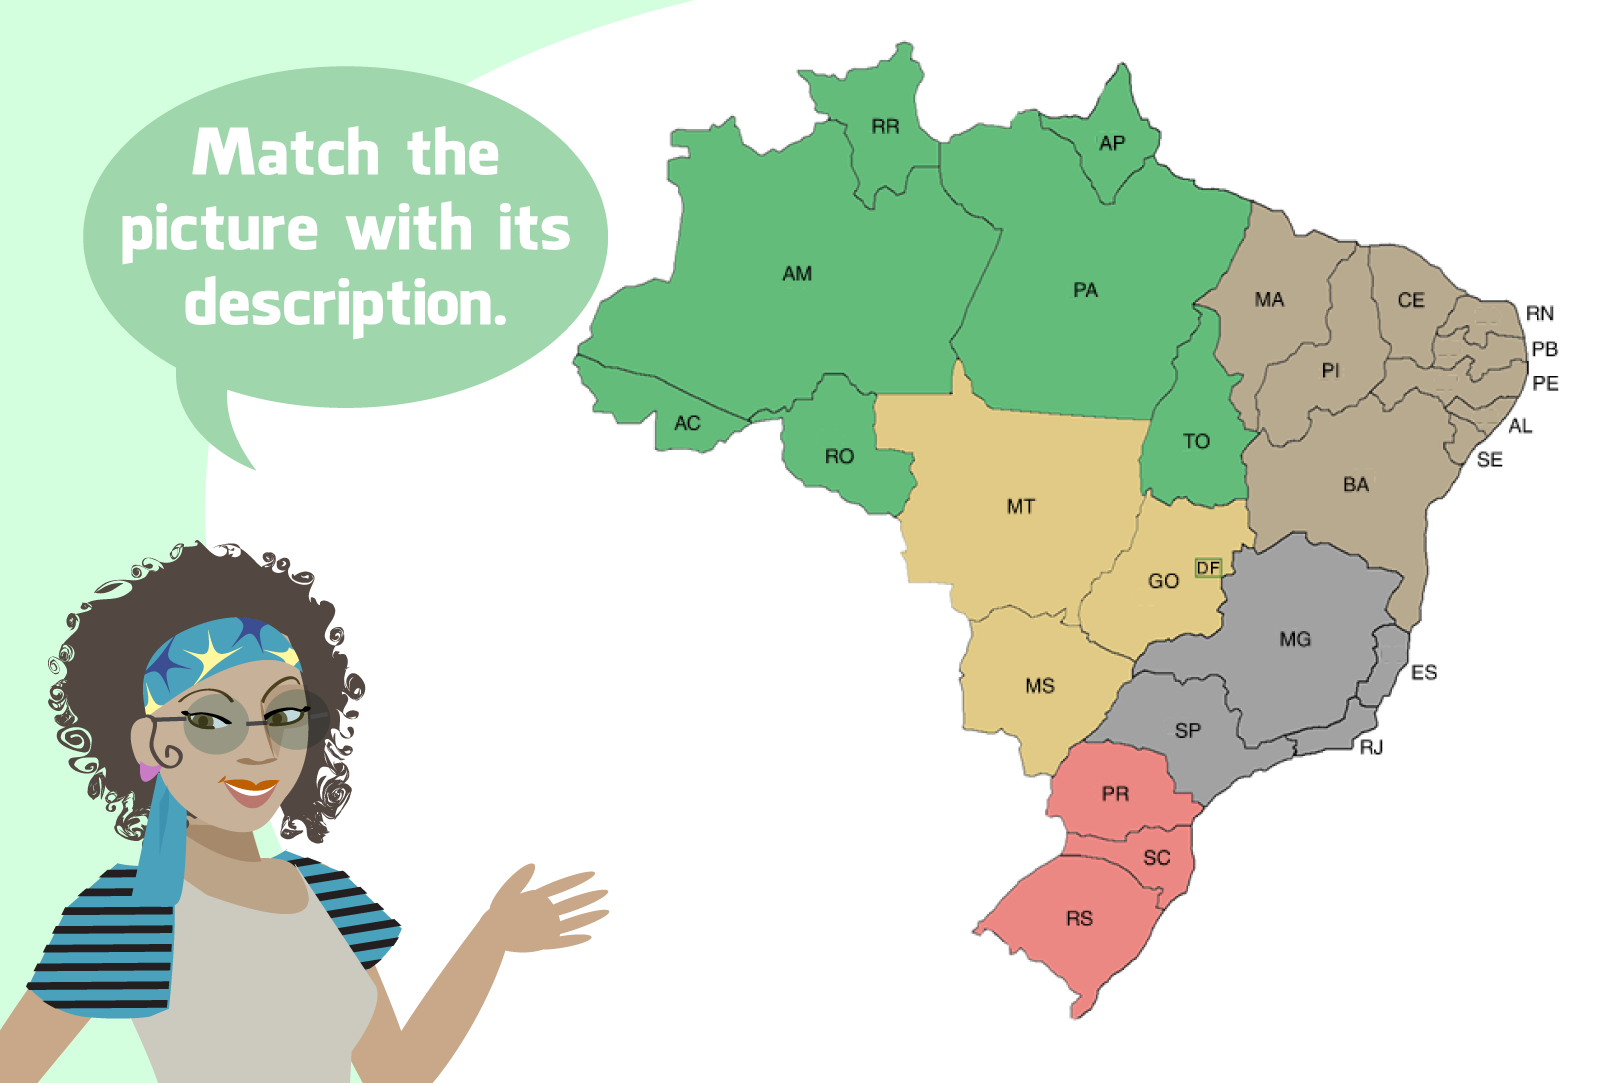 Match the
picture with its
description.
RR
AP
AM
PA
MA
CE
RN
PB
PI
PE
AC
TO
AL
RO
SE
BA
MT
DF
GO
MG
ES
MS
SP
RJ
PR
SC
RS